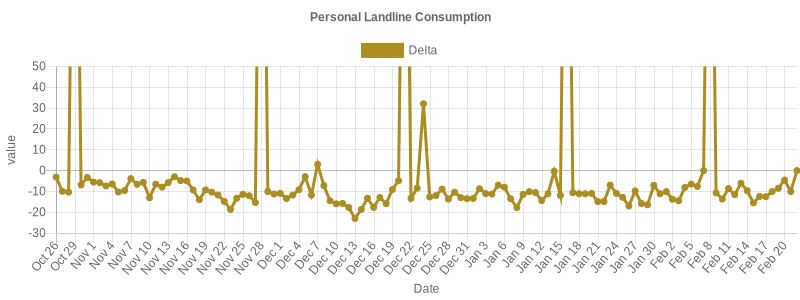 Personal Landline Consumption
Delta
value
50
40
30
20
10
0
-10
-20
-30
Oct 26
Oct 29
Nov 1
Nov 4
Nov 7
Nov 10
Nov 13
Nov 16
Nov 19
Nov 22
Nov 25
Nov 28
Dec 1
Dec 4
Dec 7
Dec 10
Dec 13
Dec 16
Dec 19
Dec 22
Dec 25
Dec 28
Dec 31
Jan 3
Jan 6
Jan 9
Jan 12
Jan 15
Jan 18
Jan 21
Jan 24
Jan 27
Jan 30
Feb 2
Feb 5
Feb 8
Feb 11
Feb 14
Feb 17
Feb 20
Date